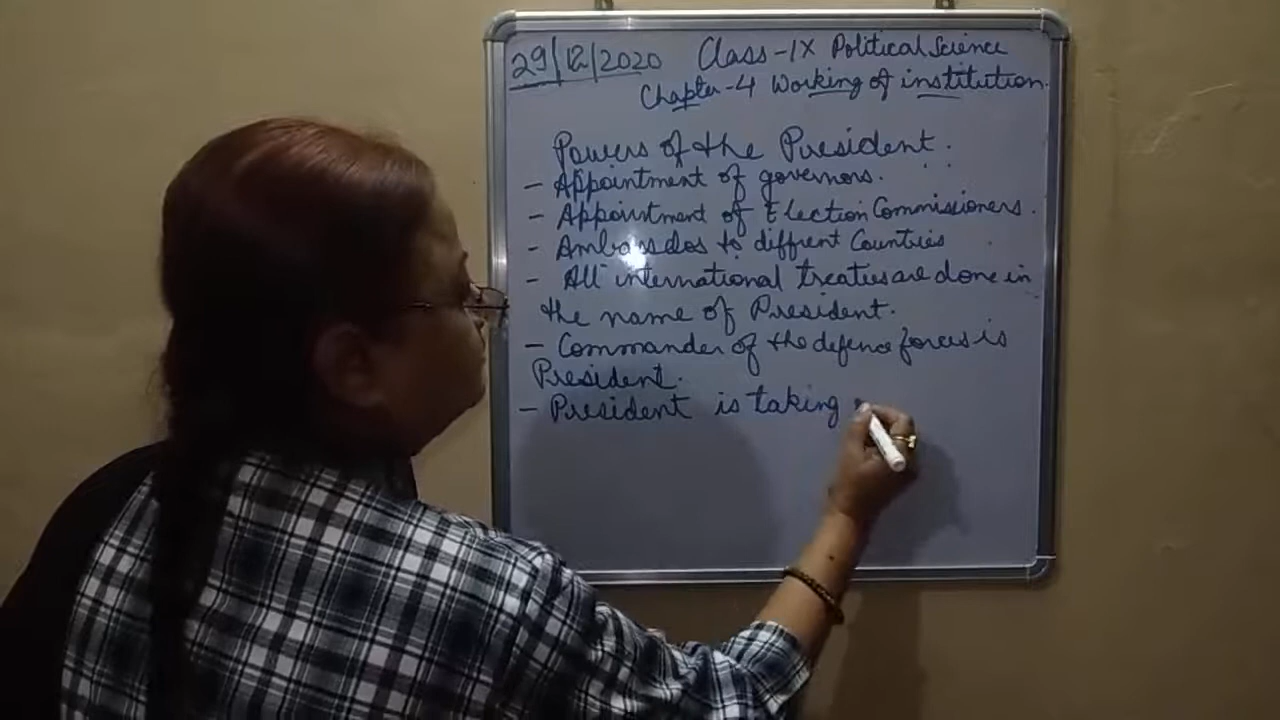 29/12/2020 Class-IX Political Science
Chapter-4 Working of institution.
Powers of the President.
- Appointment of governors.
- Appointment of Election Commissioners.
- Ambassados to diffrent Countries
- All international treaties are done in
the name of President.
- Commander of the defence forces is
President.
- President is taking